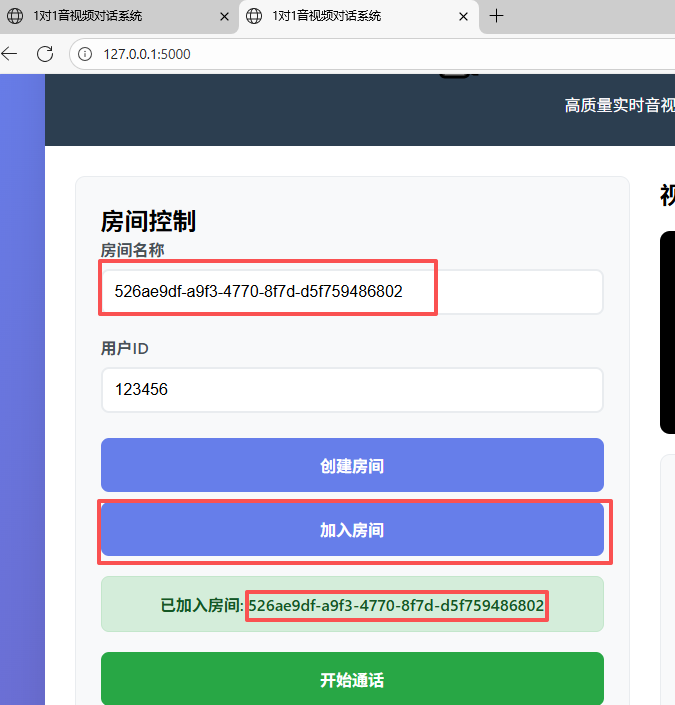 1对1音视频对话系统
1对1音视频对话系统
127.0.0.1:5000
高质量实时音视
房间控制
房间名称
526ae9df-a9f3-4770-8f7d-d5f759486802
用户ID
123456
创建房间
加入房间
已加入房间: 526ae9df-a9f3-4770-8f7d-d5f759486802
开始通话